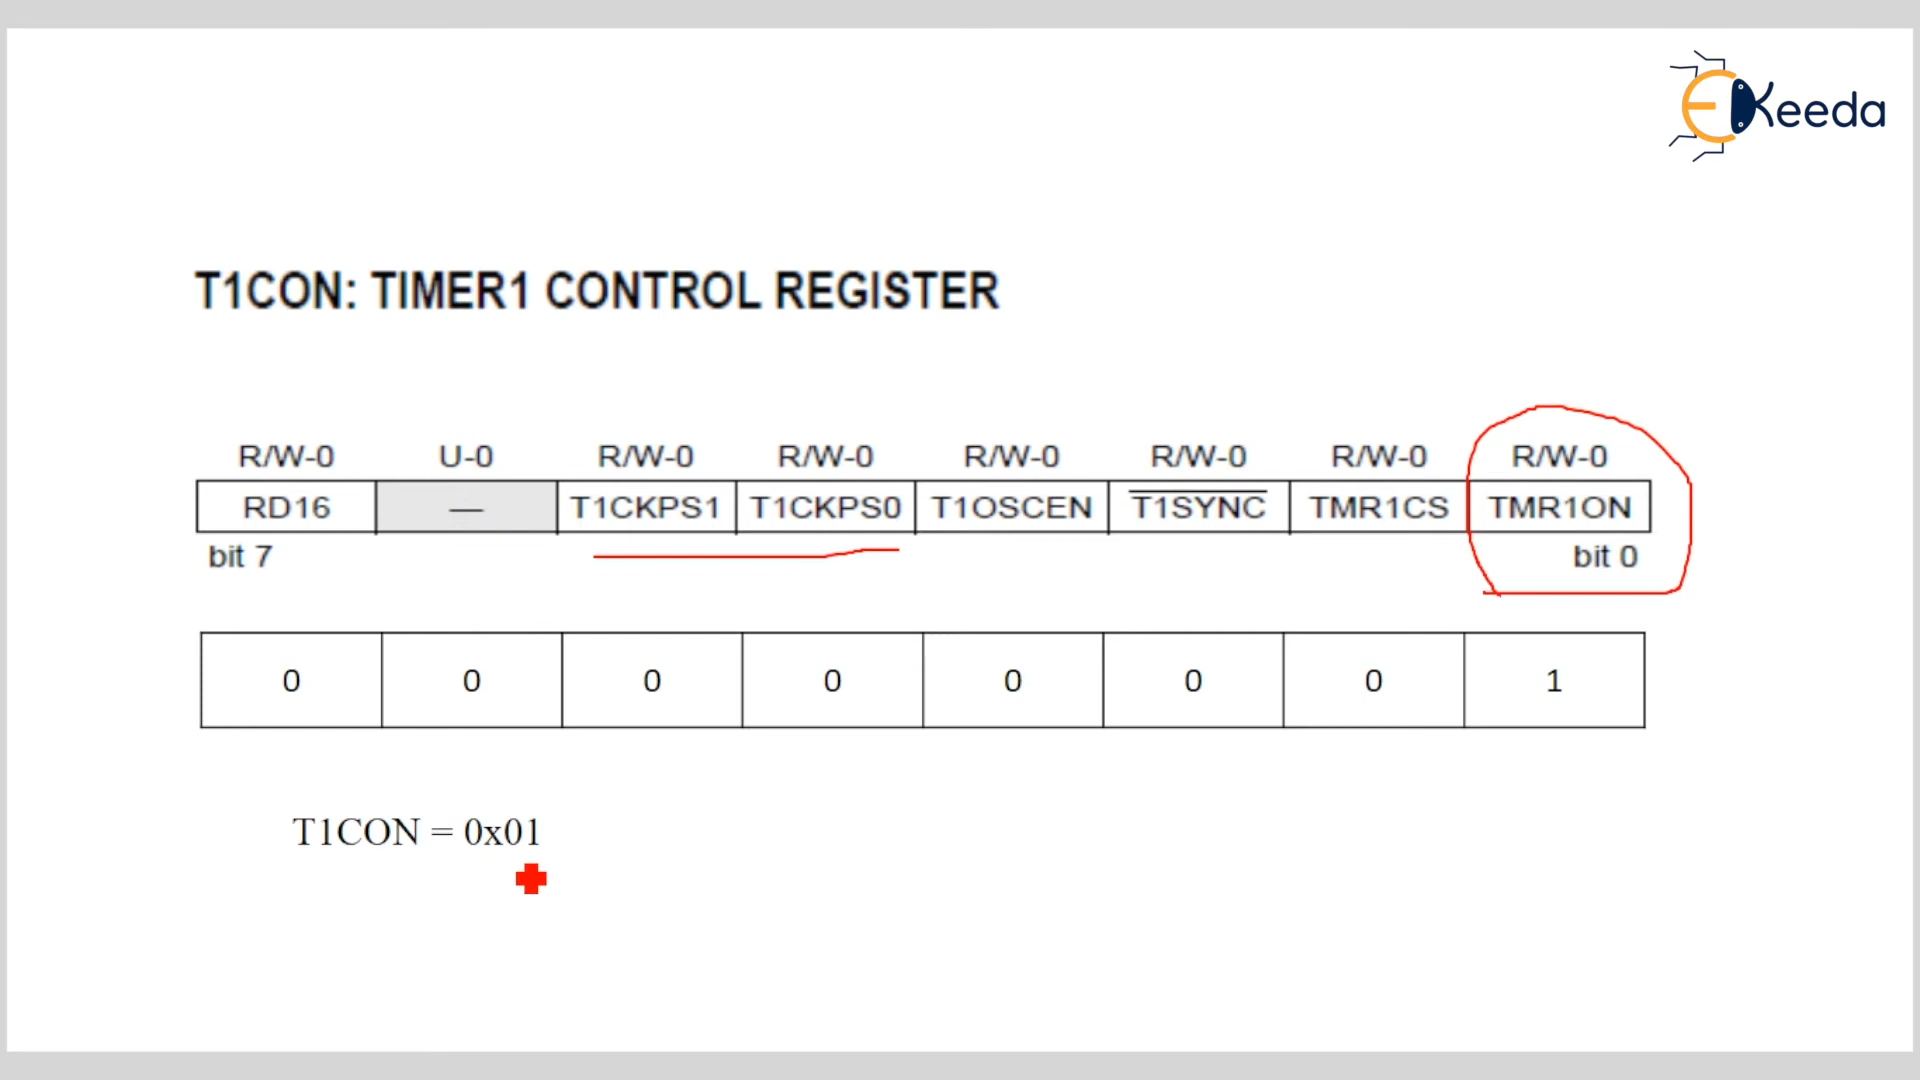 EKeeda
T1CON: TIMER1 CONTROL REGISTER
R/W-0 U-0 R/W-0 R/W-0 R/W-0 R/W-0 R/W-0 R/W-0
RD16 — T1CKPS1 T1CKPS0 T1OSCEN T1SYNC TMR1CS TMR1ON
bit 7 bit 0
0 0 0 0 0 0 0 1
T1CON = 0x01